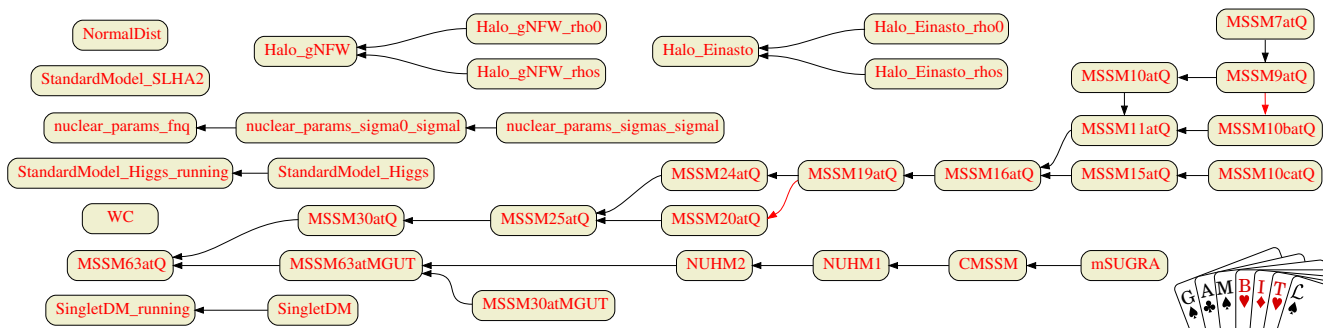 NormalDist
Halo_gNFW
Halo_gNFW_rho0
Halo_gNFW_rhos
Halo_Einasto
Halo_Einasto_rho0
Halo_Einasto_rhos
MSSM7atQ
StandardModel_SLHA2
MSSM10atQ
MSSM9atQ
nuclear_params_fnq
nuclear_params_sigma0_sigmal
nuclear_params_sigmas_sigmal
MSSM11atQ
MSSM10batQ
StandardModel_Higgs_running
StandardModel_Higgs
MSSM24atQ
MSSM19atQ
MSSM16atQ
MSSM15atQ
MSSM10catQ
WC
MSSM30atQ
MSSM25atQ
MSSM20atQ
MSSM63atQ
MSSM63atMGUT
NUHM2
NUHM1
CMSSM
mSUGRA
MSSM30atMGUT
SingletDM_running
SingletDM
GAMBIT